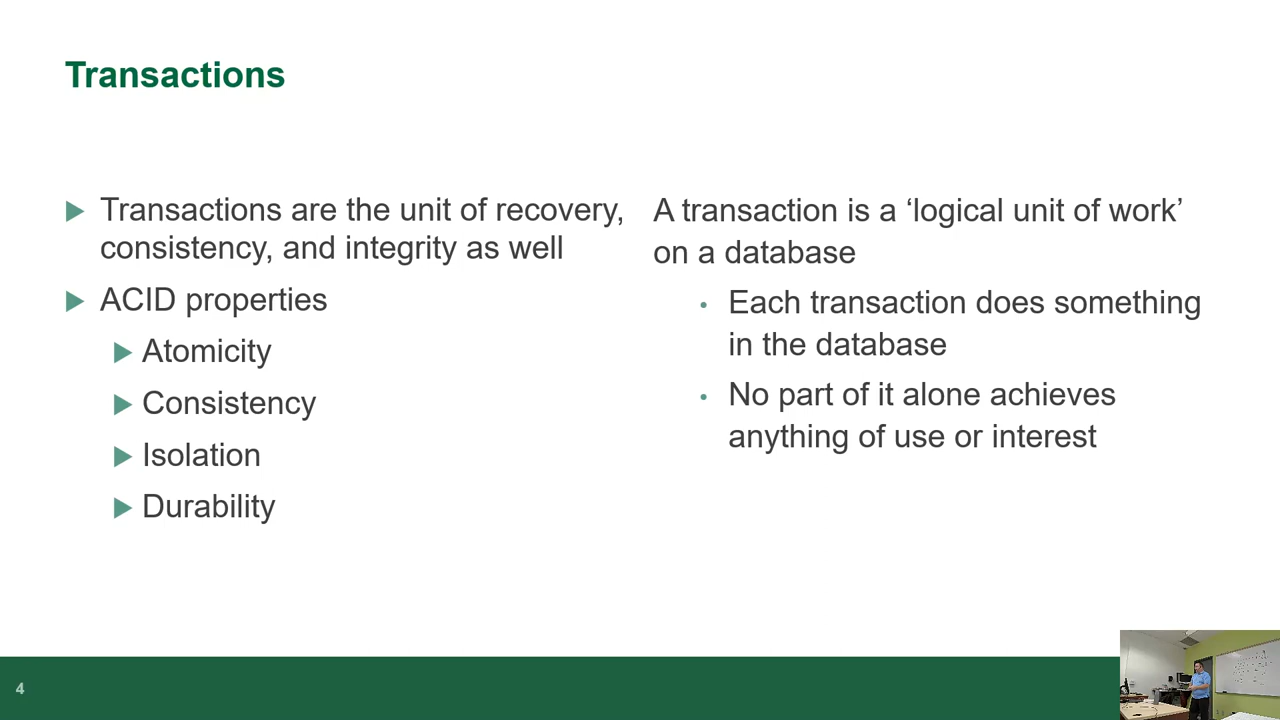 Transactions
Transactions are the unit of recovery,
consistency, and integrity as well
ACID properties
Atomicity
Consistency
Isolation
Durability
A transaction is a ‘logical unit of work’
on a database
Each transaction does something
in the database
No part of it alone achieves
anything of use or interest
4